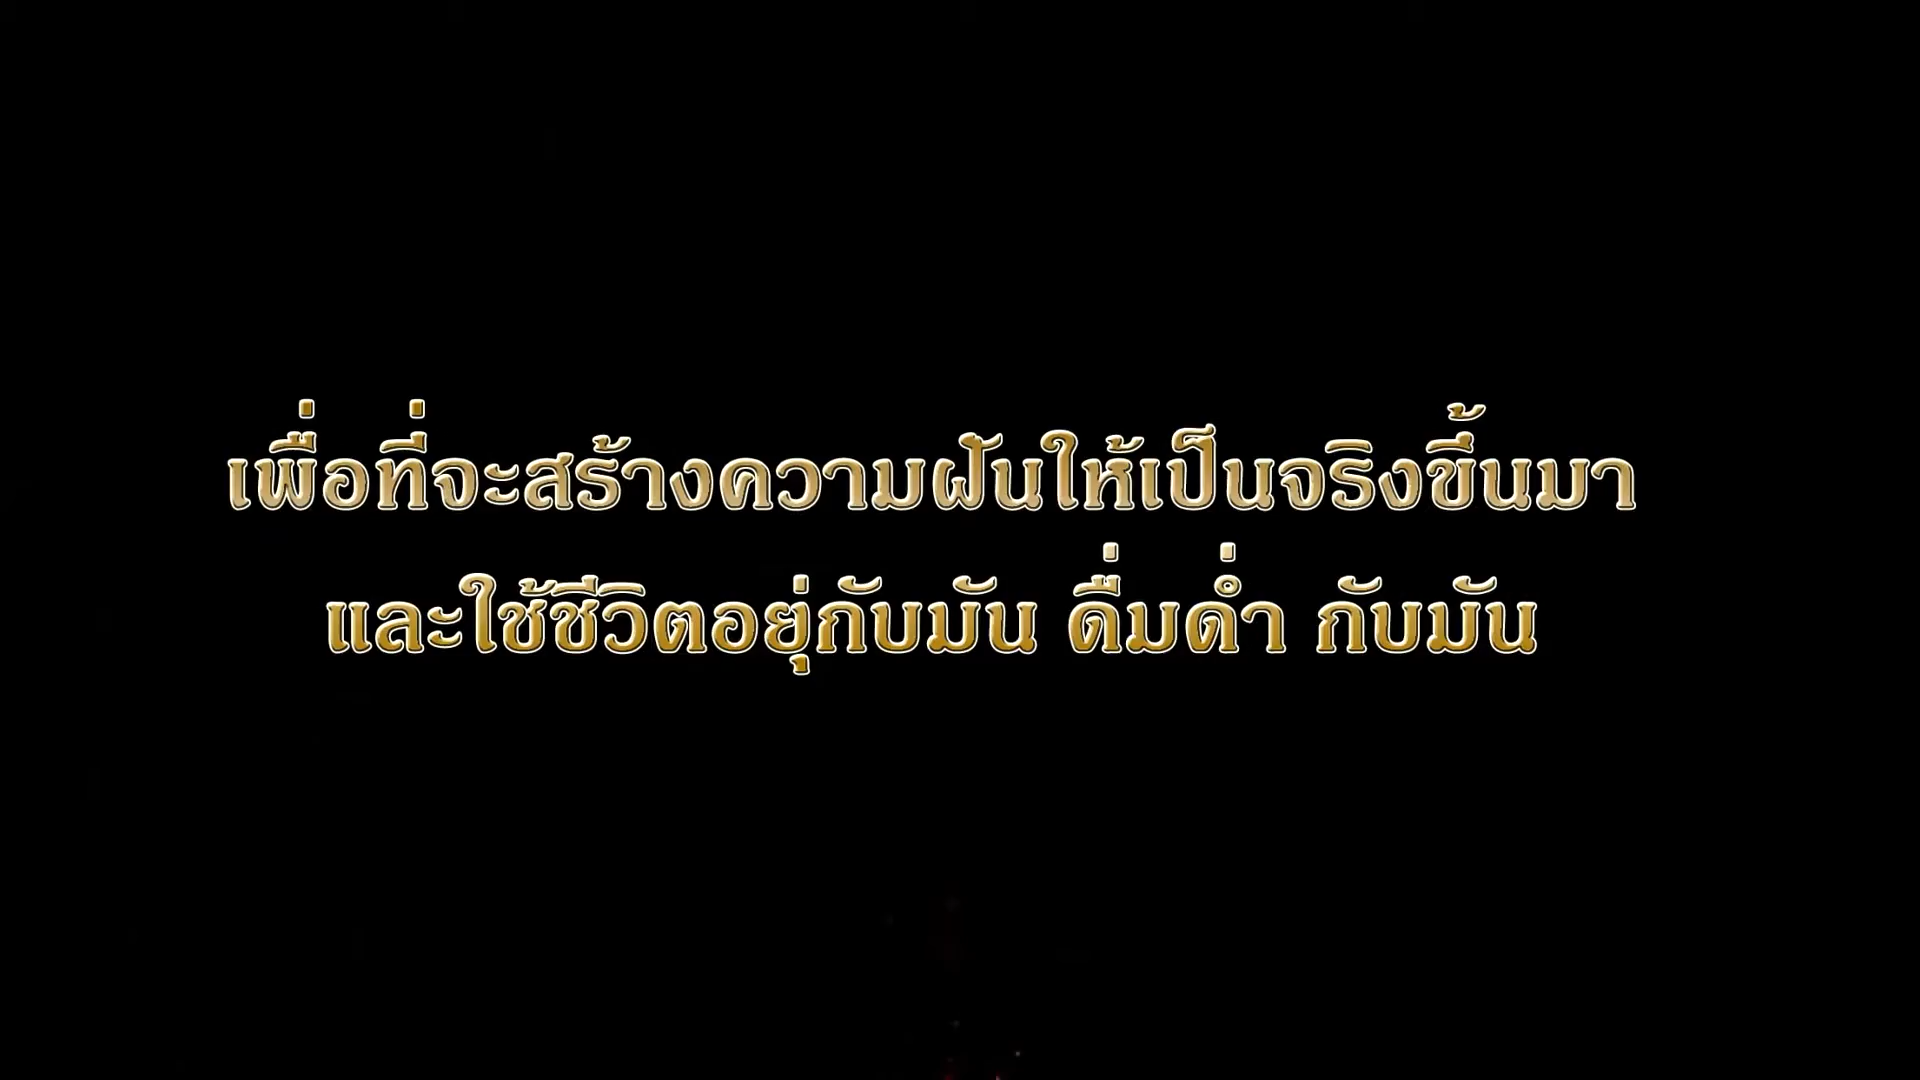 เพื่อที่จะสร้างความฝันให้เป็นจริงขึ้นมา
และใช้ชีวิตอยุ่กับมัน ดื่มด่ำ กับมัน